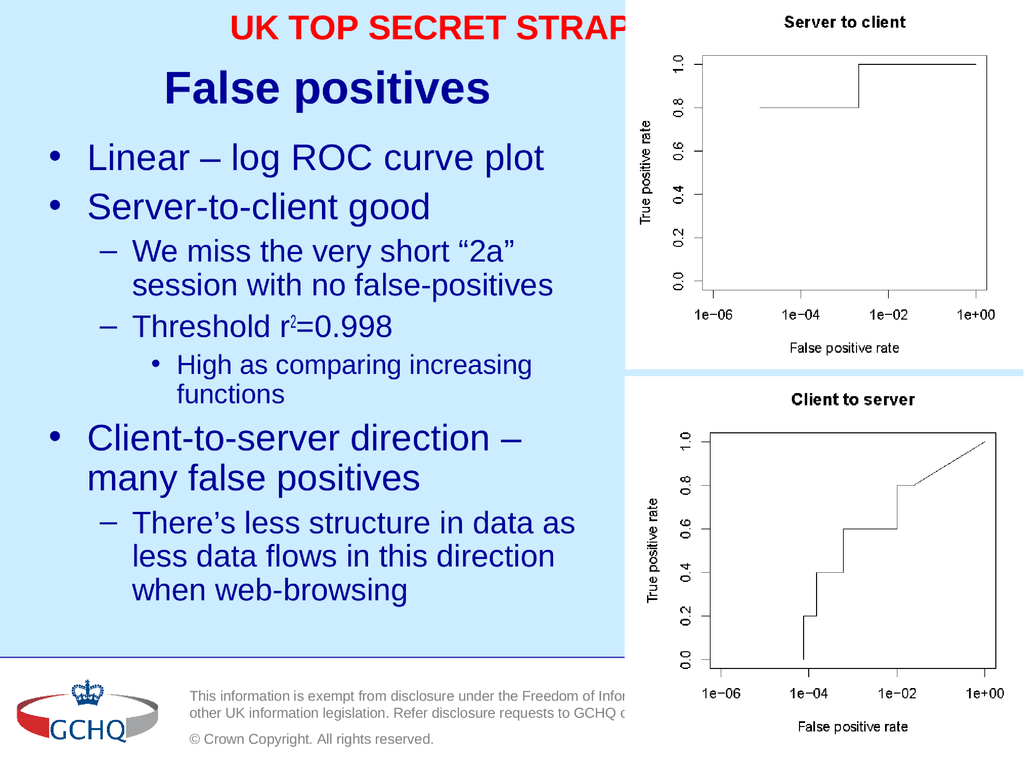 UK TOP SECRET STRAP
False positives
• Linear – log ROC curve plot
• Server-to-client good
– We miss the very short “2a”
session with no false-positives
– Threshold r²=0.998
• High as comparing increasing
functions
• Client-to-server direction –
many false positives
– There’s less structure in data as
less data flows in this direction
when web-browsing
GCHQ
This information is exempt from disclosure under the Freedom of Infor
other UK information legislation. Refer disclosure requests to GCHQ
© Crown Copyright. All rights reserved.
Server to client
True positive rate
1.0
0.8
0.6
0.4
0.2
0.0
1e−06 1e−04 1e−02 1e+00
False positive rate
Client to server
True positive rate
1.0
0.8
0.6
0.4
0.2
0.0
1e−06 1e−04 1e−02 1e+00
False positive rate